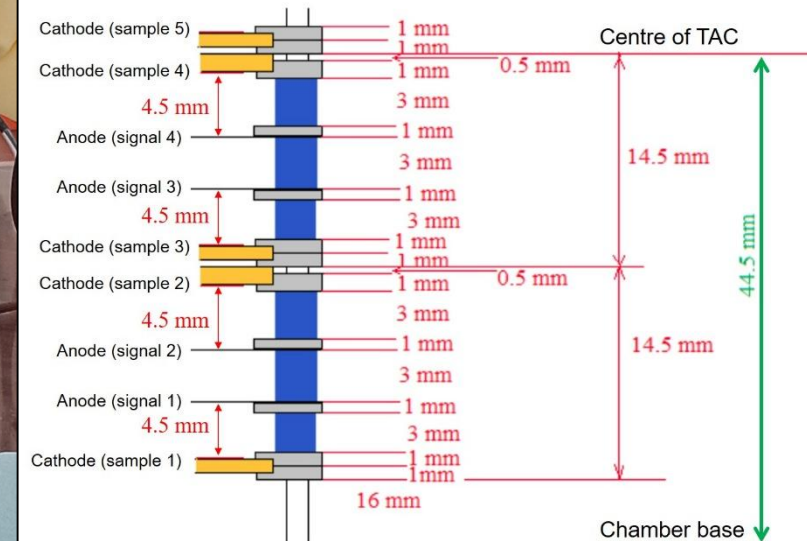 Cathode (sample 5)
1 mm
1 mm
Centre of TAC
Cathode (sample 4)
1 mm
0.5 mm
4.5 mm
3 mm
Anode (signal 4)
1 mm
3 mm
14.5 mm
Anode (signal 3)
1 mm
4.5 mm
3 mm
Cathode (sample 3)
1 mm
1 mm
44.5 mm
Cathode (sample 2)
1 mm
0.5 mm
4.5 mm
3 mm
Anode (signal 2)
1 mm
14.5 mm
3 mm
Anode (signal 1)
1 mm
4.5 mm
3 mm
Cathode (sample 1)
1 mm
1mm
16 mm
Chamber base